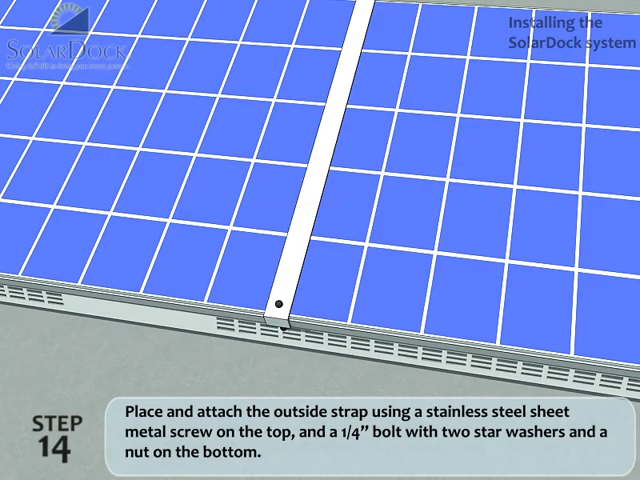 SOLARDOCK
Installing the
SolarDock system
STEP
14
Place and attach the outside strap using a stainless steel sheet
metal screw on the top, and a 1/4" bolt with two star washers and a
nut on the bottom.